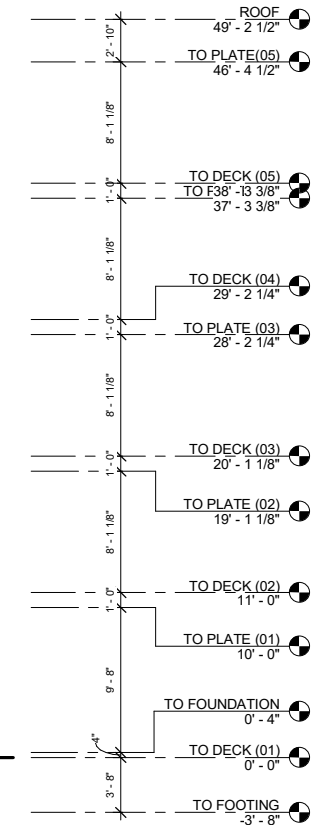 ROOF
49' - 2 1/2"
2' - 10"
TO PLATE(05)
46' - 4 1/2"
8' - 1 1/8"
TO DECK (05)
38' - 3 3/8"
1' - 0"
37' - 3 3/8"
8' - 1 1/8"
TO DECK (04)
29' - 2 1/4"
1' - 0"
TO PLATE (03)
28' - 2 1/4"
8' - 1 1/8"
TO DECK (03)
20' - 1 1/8"
1' - 0"
TO PLATE (02)
19' - 1 1/8"
8' - 1 1/8"
TO DECK (02)
11' - 0"
1' - 0"
TO PLATE (01)
10' - 0"
9' - 8"
TO FOUNDATION
0' - 4"
4"
TO DECK (01)
0' - 0"
3' - 8"
TO FOOTING
-3' - 8"